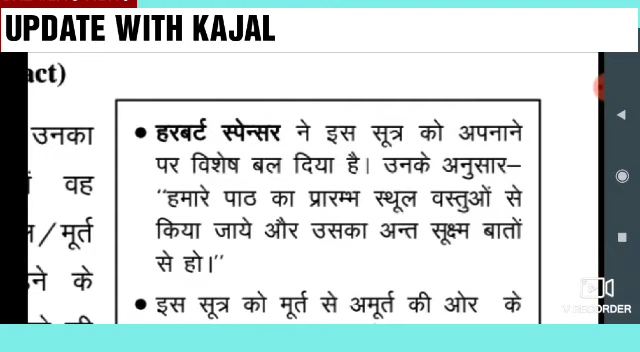 UPDATE WITH KAJAL
act)
उनका
वह
/मूर्त
ने के
• हरबर्ट स्पेन्सर ने इस सूत्र को अपनाने
पर विशेष बल दिया है। उनके अनुसार–
“हमारे पाठ का प्रारम्भ स्थूल वस्तुओं से
किया जाये और उसका अन्त सूक्ष्म बातों
से हो।”
• इस सूत्र को मूर्त से अमूर्त की ओर के
V RECORDER